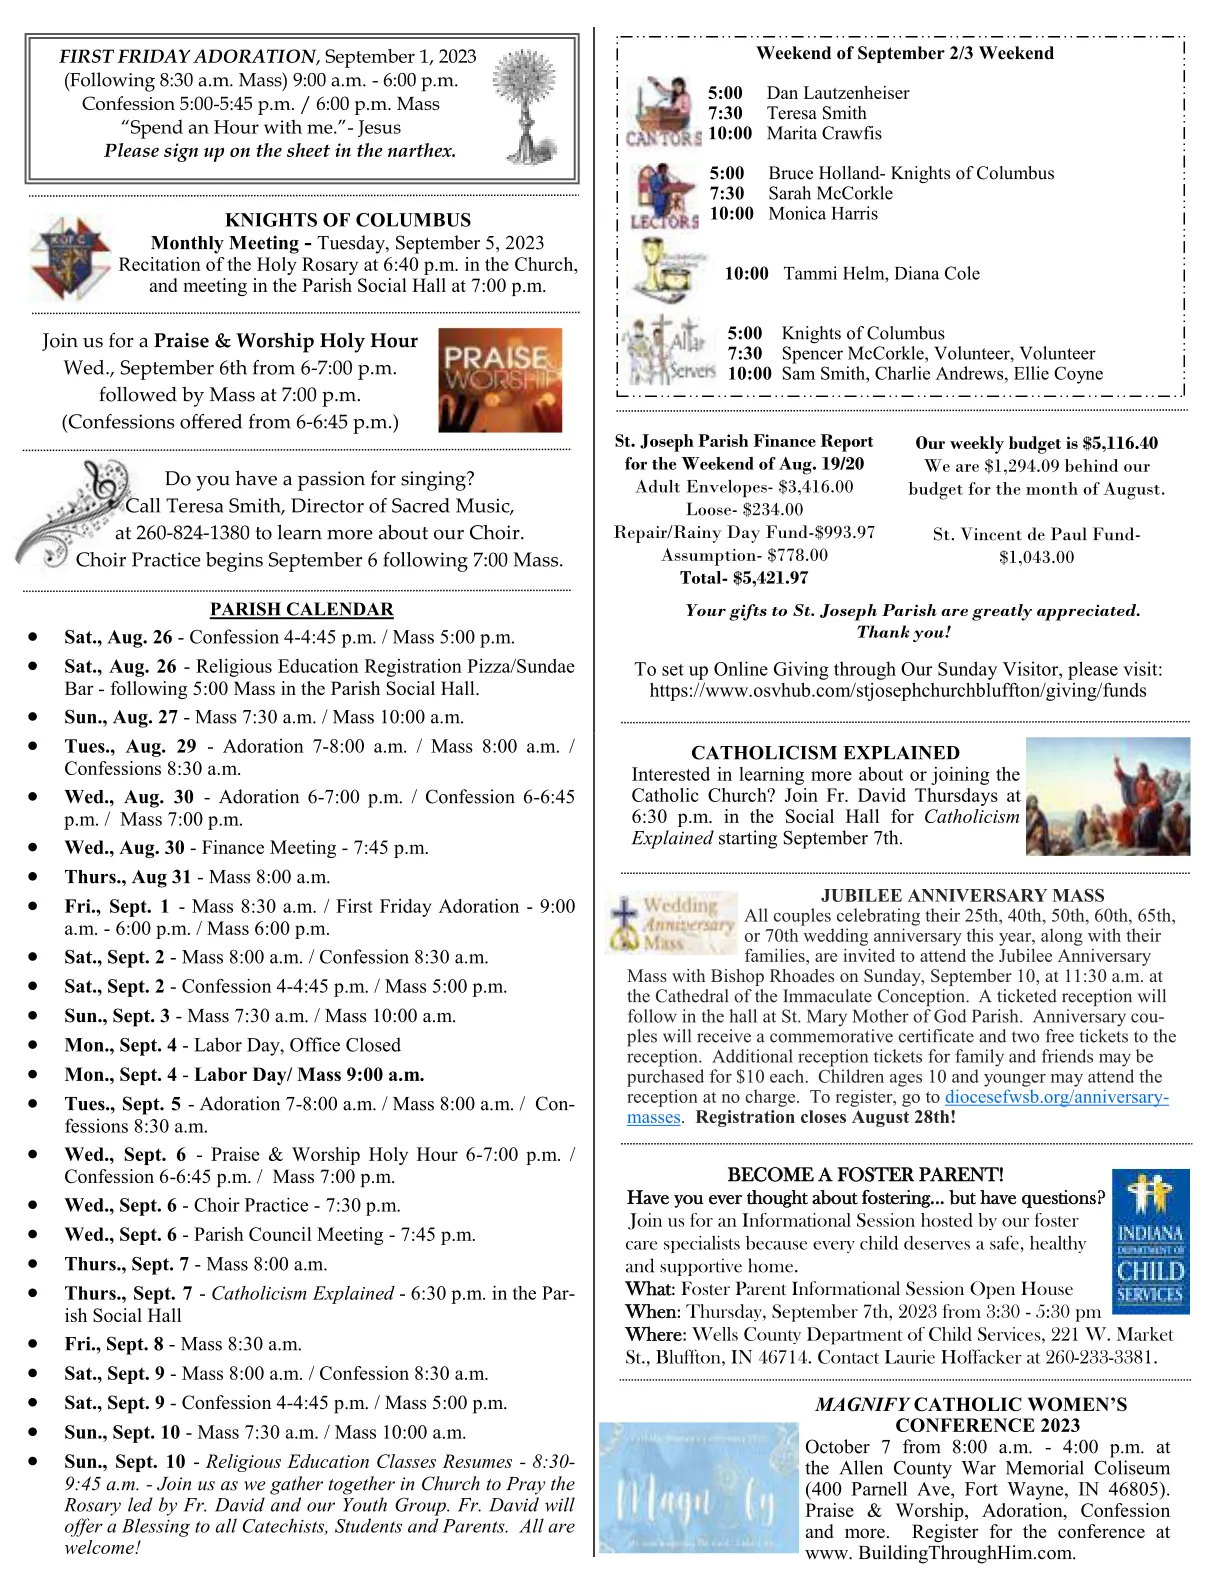 FIRST FRIDAY ADORATION, September 1, 2023
(Following 8:30 a.m. Mass) 9:00 a.m. - 6:00 p.m.
Confession 5:00-5:45 p.m. / 6:00 p.m. Mass
“Spend an Hour with me.”- Jesus
Please sign up on the sheet in the narthex.
KNIGHTS OF COLUMBUS
Monthly Meeting - Tuesday, September 5, 2023
Recitation of the Holy Rosary at 6:40 p.m. in the Church,
and meeting in the Parish Social Hall at 7:00 p.m.
Join us for a Praise & Worship Holy Hour
Wed., September 6th from 6-7:00 p.m.
followed by Mass at 7:00 p.m.
(Confessions offered from 6-6:45 p.m.)
PRAISE
WORSHIP
Do you have a passion for singing?
Call Teresa Smith, Director of Sacred Music,
at 260-824-1380 to learn more about our Choir.
Choir Practice begins September 6 following 7:00 Mass.
PARISH CALENDAR
● Sat., Aug. 26 - Confession 4-4:45 p.m. / Mass 5:00 p.m.
● Sat., Aug. 26 - Religious Education Registration Pizza/Sundae
Bar - following 5:00 Mass in the Parish Social Hall.
● Sun., Aug. 27 - Mass 7:30 a.m. / Mass 10:00 a.m.
● Tues., Aug. 29 - Adoration 7-8:00 a.m. / Mass 8:00 a.m. /
Confessions 8:30 a.m.
● Wed., Aug. 30 - Adoration 6-7:00 p.m. / Confession 6-6:45
p.m. / Mass 7:00 p.m.
● Wed., Aug. 30 - Finance Meeting - 7:45 p.m.
● Thurs., Aug 31 - Mass 8:00 a.m.
● Fri., Sept. 1 - Mass 8:30 a.m. / First Friday Adoration - 9:00
a.m. - 6:00 p.m. / Mass 6:00 p.m.
● Sat., Sept. 2 - Mass 8:00 a.m. / Confession 8:30 a.m.
● Sat., Sept. 2 - Confession 4-4:45 p.m. / Mass 5:00 p.m.
● Sun., Sept. 3 - Mass 7:30 a.m. / Mass 10:00 a.m.
● Mon., Sept. 4 - Labor Day, Office Closed
● Mon., Sept. 4 - Labor Day/ Mass 9:00 a.m.
● Tues., Sept. 5 - Adoration 7-8:00 a.m. / Mass 8:00 a.m. / Con-
fessions 8:30 a.m.
● Wed., Sept. 6 - Praise & Worship Holy Hour 6-7:00 p.m. /
Confession 6-6:45 p.m. / Mass 7:00 p.m.
● Wed., Sept. 6 - Choir Practice - 7:30 p.m.
● Wed., Sept. 6 - Parish Council Meeting - 7:45 p.m.
● Thurs., Sept. 7 - Mass 8:00 a.m.
● Thurs., Sept. 7 - Catholicism Explained - 6:30 p.m. in the Par-
ish Social Hall
● Fri., Sept. 8 - Mass 8:30 a.m.
● Sat., Sept. 9 - Mass 8:00 a.m. / Confession 8:30 a.m.
● Sat., Sept. 9 - Confession 4-4:45 p.m. / Mass 5:00 p.m.
● Sun., Sept. 10 - Mass 7:30 a.m. / Mass 10:00 a.m.
● Sun., Sept. 10 - Religious Education Classes Resumes - 8:30-
9:45 a.m. - Join us as we gather together in Church to Pray the
Rosary led by Fr. David and our Youth Group. Fr. David will
offer a Blessing to all Catechists, Students and Parents. All are
welcome!
Weekend of September 2/3 Weekend
CANTORS
5:00 Dan Lautzenheiser
7:30 Teresa Smith
10:00 Marita Crawfis
LECTORS
5:00 Bruce Holland- Knights of Columbus
7:30 Sarah McCorkle
10:00 Monica Harris
10:00 Tammi Helm, Diana Cole
Altar
Servers
5:00 Knights of Columbus
7:30 Spencer McCorkle, Volunteer, Volunteer
10:00 Sam Smith, Charlie Andrews, Ellie Coyne
St. Joseph Parish Finance Report
for the Weekend of Aug. 19/20
Adult Envelopes- $3,416.00
Loose- $234.00
Repair/Rainy Day Fund-$993.97
Assumption- $778.00
Total- $5,421.97
Our weekly budget is $5,116.40
We are $1,294.09 behind our
budget for the month of August.
St. Vincent de Paul Fund-
$1,043.00
Your gifts to St. Joseph Parish are greatly appreciated.
Thank you!
To set up Online Giving through Our Sunday Visitor, please visit:
https://www.osvhub.com/stjosephchurchbluffton/giving/funds
CATHOLICISM EXPLAINED
Interested in learning more about or joining the
Catholic Church? Join Fr. David Thursdays at
6:30 p.m. in the Social Hall for Catholicism
Explained starting September 7th.
Wedding
Anniversary
Mass
JUBILEE ANNIVERSARY MASS
All couples celebrating their 25th, 40th, 50th, 60th, 65th,
or 70th wedding anniversary this year, along with their
families, are invited to attend the Jubilee Anniversary
Mass with Bishop Rhoades on Sunday, September 10, at 11:30 a.m. at
the Cathedral of the Immaculate Conception. A ticketed reception will
follow in the hall at St. Mary Mother of God Parish. Anniversary cou-
ples will receive a commemorative certificate and two free tickets to the
reception. Additional reception tickets for family and friends may be
purchased for $10 each. Children ages 10 and younger may attend the
reception at no charge. To register, go to diocesefwsb.org/anniversary-
masses. Registration closes August 28th!
BECOME A FOSTER PARENT!
Have you ever thought about fostering... but have questions?
Join us for an Informational Session hosted by our foster
care specialists because every child deserves a safe, healthy
and supportive home.
What: Foster Parent Informational Session Open House
When: Thursday, September 7th, 2023 from 3:30 - 5:30 pm
Where: Wells County Department of Child Services, 221 W. Market
St., Bluffton, IN 46714. Contact Laurie Hoffacker at 260-233-3381.
INDIANA
DEPARTMENT OF
CHILD
SERVICES
MAGNIFY CATHOLIC WOMEN’S
CONFERENCE 2023
October 7 from 8:00 a.m. - 4:00 p.m. at
the Allen County War Memorial Coliseum
(400 Parnell Ave, Fort Wayne, IN 46805).
Praise & Worship, Adoration, Confession
and more. Register for the conference at
www. BuildingThroughHim.com.
Magnify